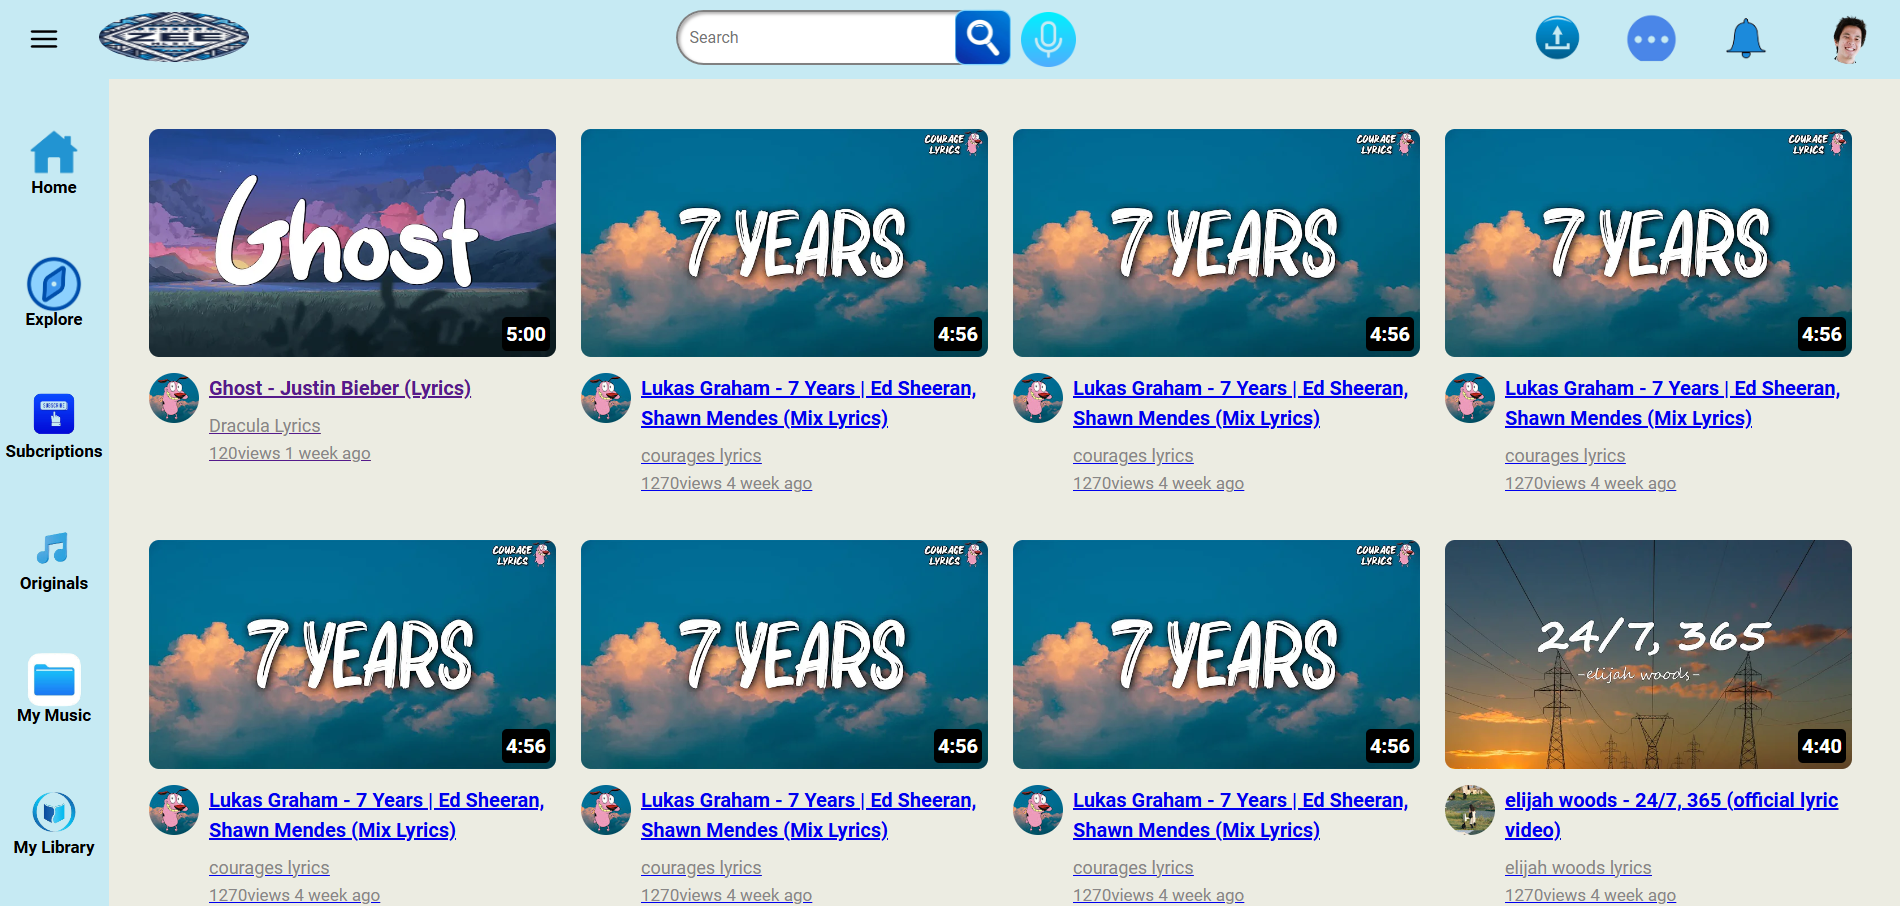 ZEB
MUSIC
Search
Home
Explore
SUBSCRIBE
Subcriptions
Originals
My Music
My Library
Ghost
5:00
Ghost - Justin Bieber (Lyrics)
Dracula Lyrics
120views 1 week ago
COURAGE
LYRICS
7 YEARS
4:56
Lukas Graham - 7 Years | Ed Sheeran,
Shawn Mendes (Mix Lyrics)
courages lyrics
1270views 4 week ago
COURAGE
LYRICS
7 YEARS
4:56
Lukas Graham - 7 Years | Ed Sheeran,
Shawn Mendes (Mix Lyrics)
courages lyrics
1270views 4 week ago
COURAGE
LYRICS
7 YEARS
4:56
Lukas Graham - 7 Years | Ed Sheeran,
Shawn Mendes (Mix Lyrics)
courages lyrics
1270views 4 week ago
COURAGE
LYRICS
7 YEARS
4:56
Lukas Graham - 7 Years | Ed Sheeran,
Shawn Mendes (Mix Lyrics)
courages lyrics
1270views 4 week ago
COURAGE
LYRICS
7 YEARS
4:56
Lukas Graham - 7 Years | Ed Sheeran,
Shawn Mendes (Mix Lyrics)
courages lyrics
1270views 4 week ago
COURAGE
LYRICS
7 YEARS
4:56
Lukas Graham - 7 Years | Ed Sheeran,
Shawn Mendes (Mix Lyrics)
courages lyrics
1270views 4 week ago
24/7, 365
-elijah woods-
4:40
elijah woods - 24/7, 365 (official lyric
video)
elijah woods lyrics
1270views 4 week ago